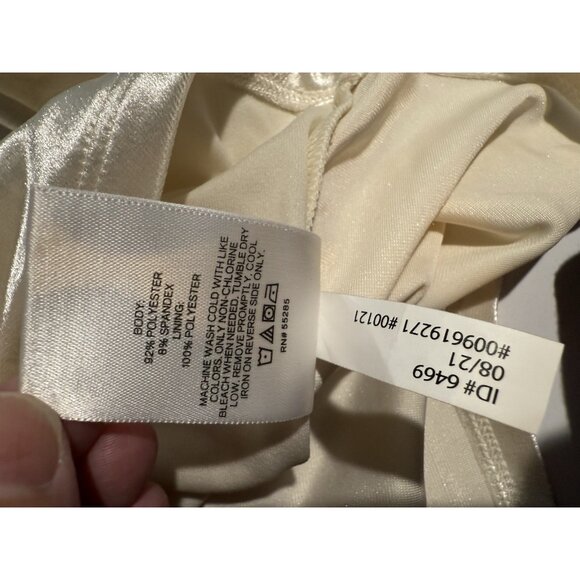 BODY:
92% POLYESTER
8% SPANDEX
LINING:
100% POLYESTER
MACHINE WASH COLD WITH LIKE
COLORS, ONLY NON-CHLORINE
BLEACH WHEN NEEDED, TUMBLE DRY
LOW, REMOVE PROMPTLY, COOL
IRON ON REVERSE SIDE ONLY.
RN# 55285
ID# 6469
08/21
#009619271 #00121